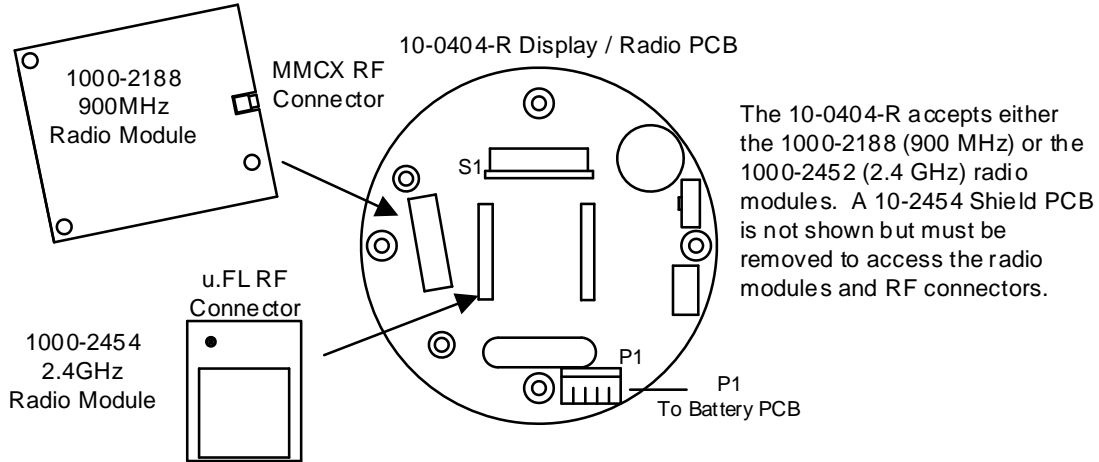 10-0404-R Display / Radio PCB
1000-2188
900MHz
Radio Module
MMCX RF
Connector
S1
The 10-0404-R accepts either
the 1000-2188 (900 MHz) or the
1000-2452 (2.4 GHz) radio
modules. A 10-2454 Shield PCB
is not shown but must be
removed to access the radio
modules and RF connectors.
u.FL RF
Connector
1000-2454
2.4GHz
Radio Module
P1
P1
To Battery PCB